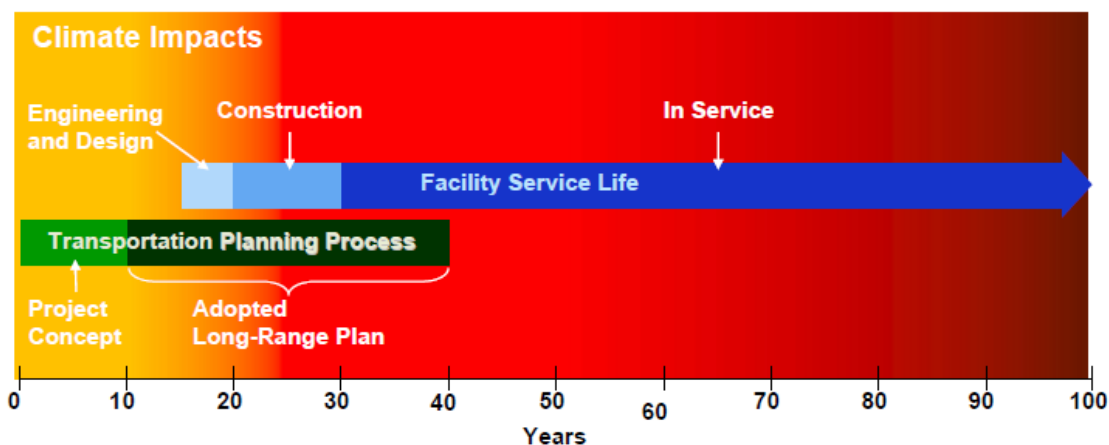 Climate Impacts
Engineering
and Design
Construction
In Service
Facility Service Life
Transportation Planning Process
Project
Concept
Adopted
Long-Range Plan
0 10 20 30 40 50 60 70 80 90 100
Years